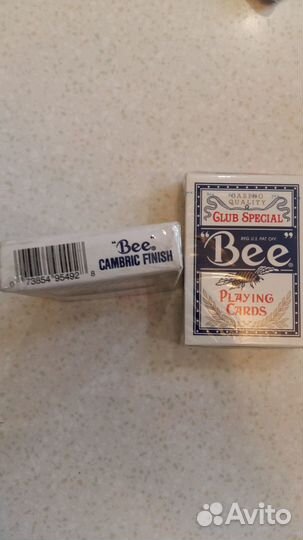 "Bee"®
CAMBRIC FINISH
0 73854 95492 8
CASINO
QUALITY
CLUB SPECIAL
REG. U.S. PAT. OFF.
"Bee"®
PLAYING
CARDS
Avito